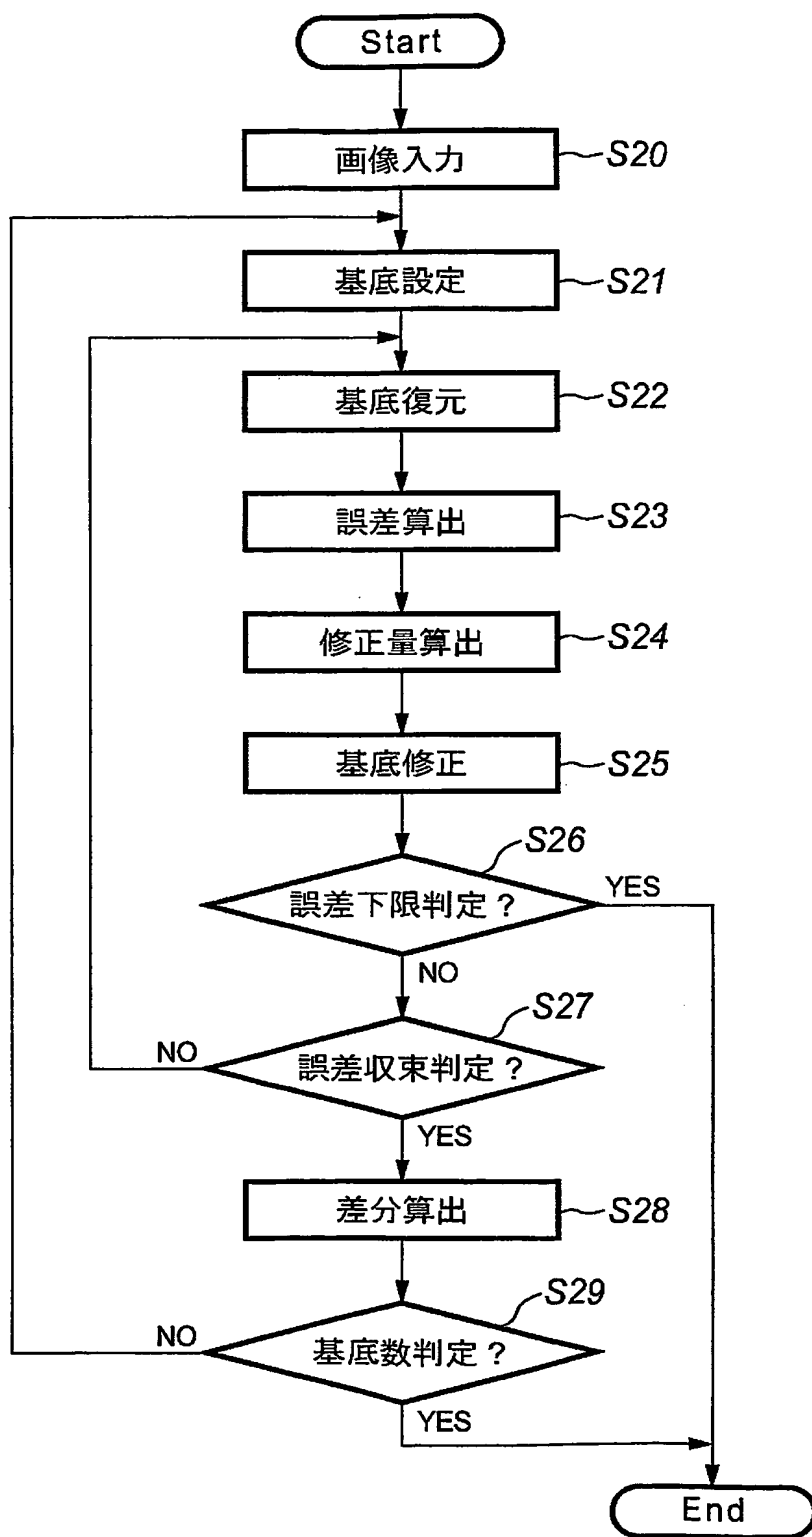 Start
画像入力
S20
基底設定
S21
基底復元
S22
誤差算出
S23
修正量算出
S24
基底修正
S25
S26
誤差下限判定？
YES
NO
S27
NO
誤差収束判定？
YES
差分算出
S28
S29
NO
基底数判定？
YES
End